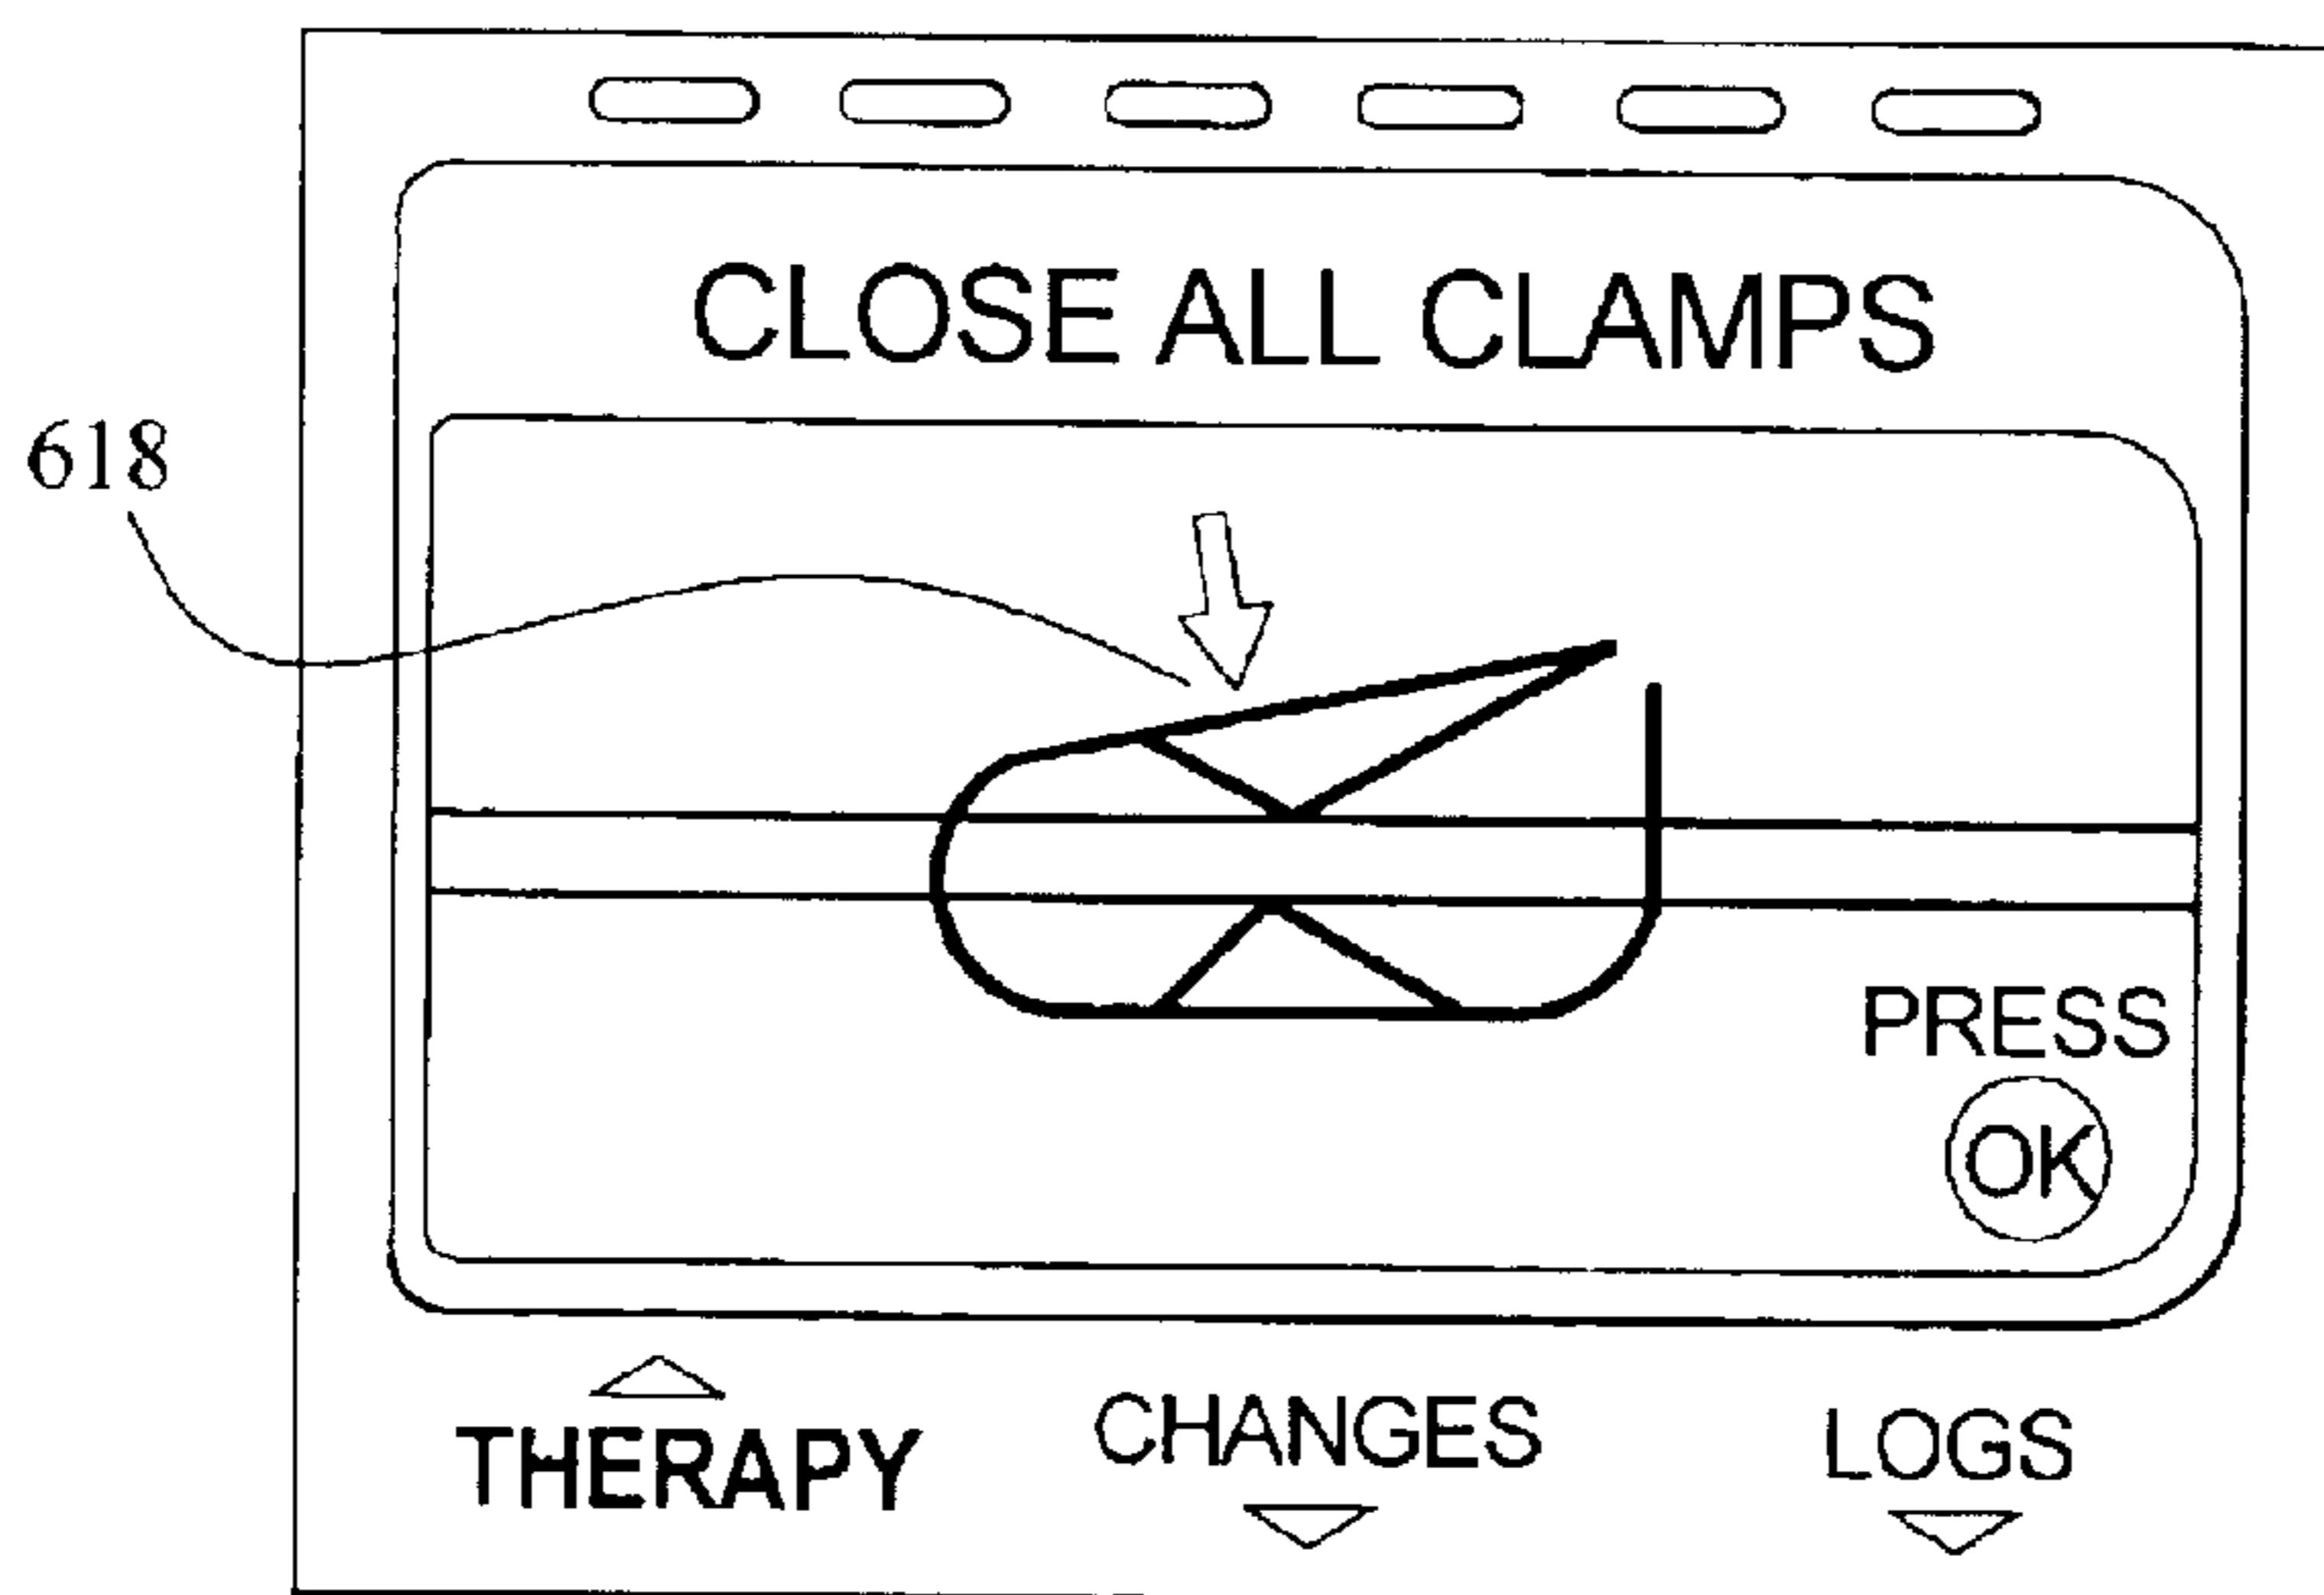 CLOSE ALL CLAMPS
618
PRESS
OK
THERAPY CHANGES LOGS